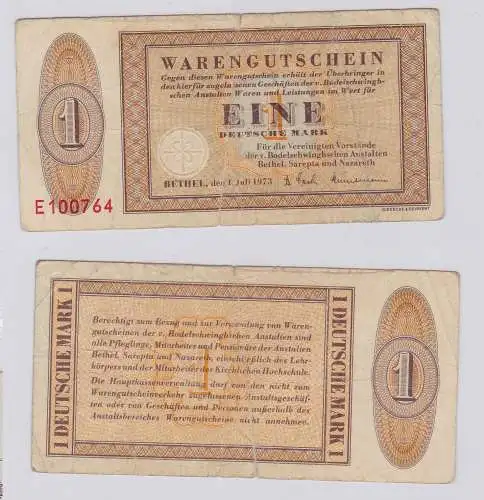 WARENGUTSCHEIN
Gegen diesen Warengutschein erhält der Überbringer in
den hierfür zugelassenen Geschäften der v. Bodelschwingh-
schen Anstalten Waren und Leistungen im Wert für
EINE
DEUTSCHE MARK
Für die Vereinigten Vorstände
der v. Bodelschwinghschen Anstalten
Bethel, Sarepta und Nazareth
BETHEL, den 1. Juli 1973
1
E100764
GIESECKE & DEVRIENT
1 DEUTSCHE MARK 1
Berechtigt zum Bezug und zur Verwendung von Waren-
gutscheinen der v. Bodelschwinghschen Anstalten sind
alle Pfleglinge, Mitarbeiter und Pensionäre der Anstalten
Bethel, Sarepta und Nazareth einschließlich des Lehr-
körpers und der Mitarbeiter der Kirchlichen Hochschule.
Die Hauptkassenverwaltung darf von den nicht zum
Warengutscheinverkehr zugelassenen Anstaltsgeschäf-
ten oder von Geschäften und Personen außerhalb des
Anstaltsbereiches Warengutscheine nicht annehmen.
1
1 DEUTSCHE MARK 1
1